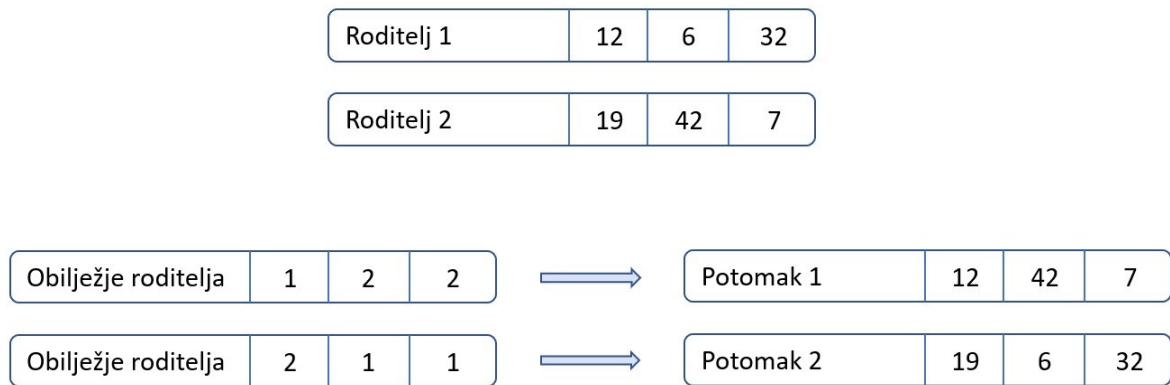 Roditelj 1 12 6 32
Roditelj 2 19 42 7
Obilježje roditelja 1 2 2 Potomak 1 12 42 7
Obilježje roditelja 2 1 1 Potomak 2 19 6 32